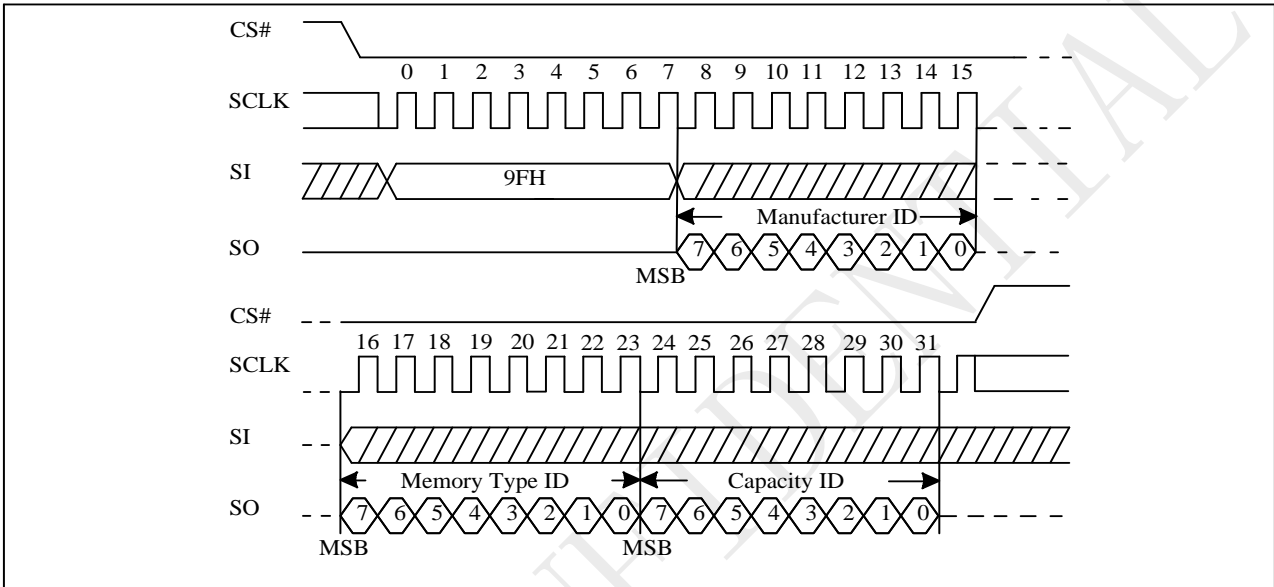 CS#
0 1 2 3 4 5 6 7 8 9 10 11 12 13 14 15
SCLK
SI 9FH
Manufacturer ID
SO 7 6 5 4 3 2 1 0
MSB
CS#
16 17 18 19 20 21 22 23 24 25 26 27 28 29 30 31
SCLK
SI
Memory Type ID Capacity ID
SO 7 6 5 4 3 2 1 0 7 6 5 4 3 2 1 0
MSB MSB